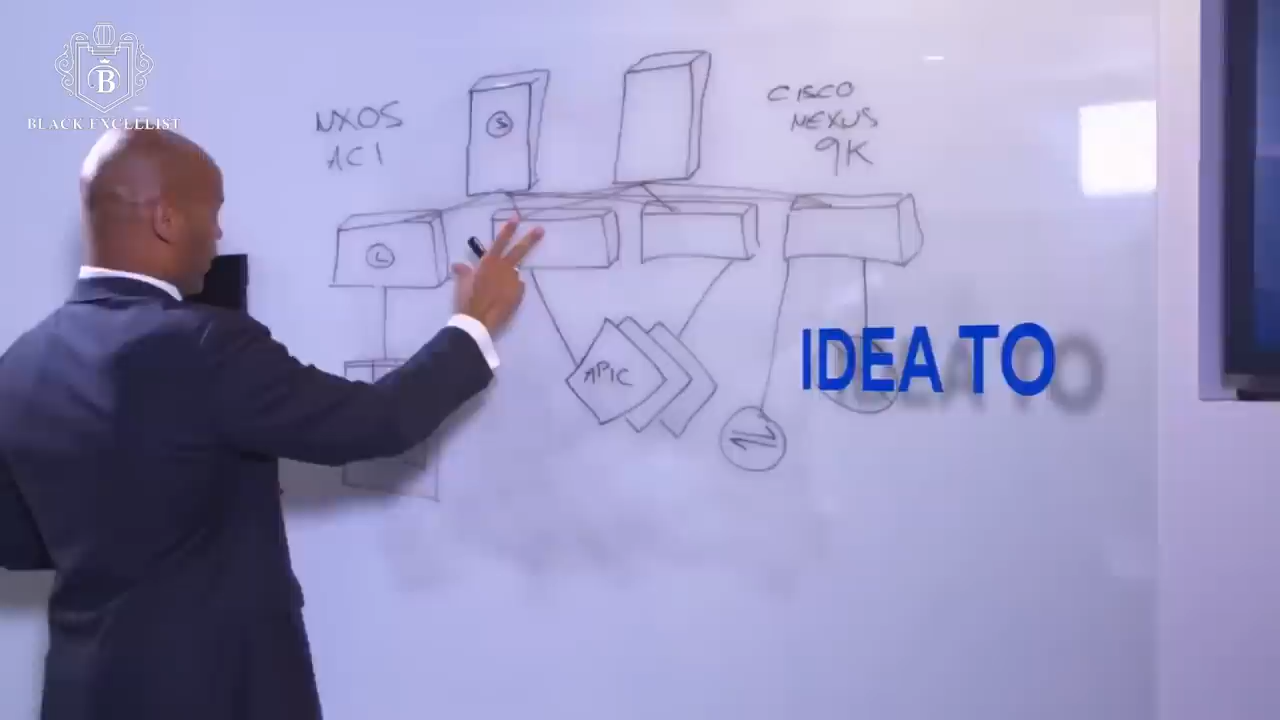 B
BLACK EXCELLIST
NXOS
ACI
CISCO
NEXUS
9K
S
L
APIC
IDEA TO